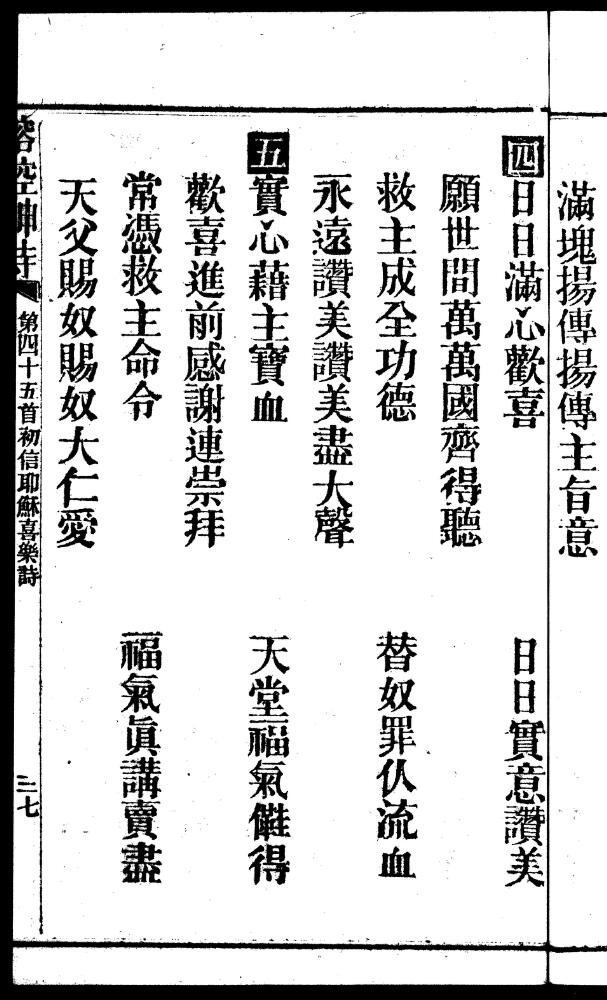 滿塊揚傳揚傳主旨意
四 日日滿心歡喜 日日實意讚美
願世間萬萬國齊得聽
救主成全功德 替奴罪仈流血
永遠讚美讚美盡大聲
五 實心藉主寶血 天堂福氣儺得
歡喜進前感謝連崇拜
常憑救主命令 福氣眞講賣盡
天父賜奴賜奴大仁愛
榕腔神詩 第四十五首初信耶穌喜樂詩 三七